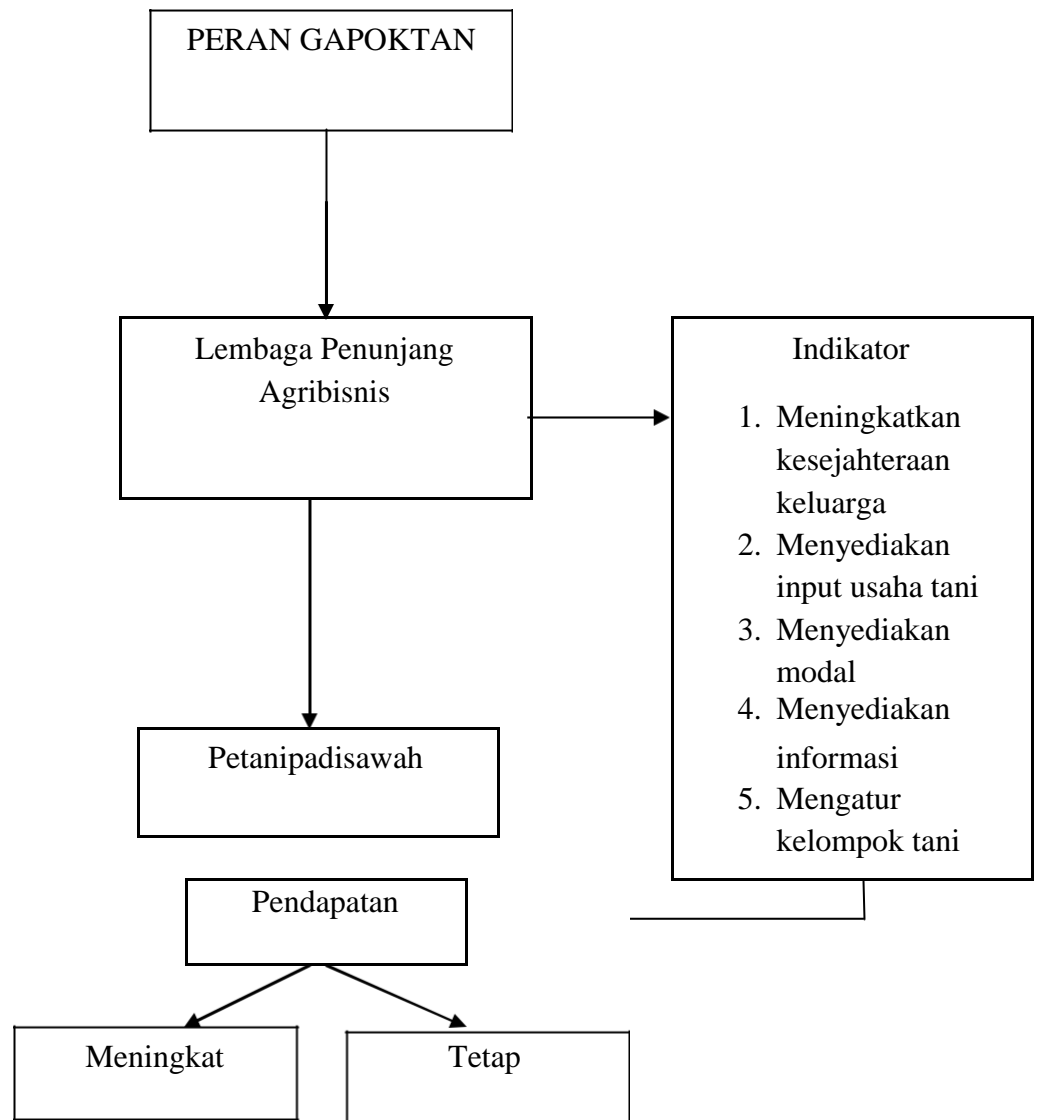 PERAN GAPOKTAN
Lembaga Penunjang
Agribisnis
Indikator
1. Meningkatkan
kesejahteraan
keluarga
2. Menyediakan
input usaha tani
3. Menyediakan
modal
4. Menyediakan
informasi
5. Mengatur
kelompok tani
Petanipadisawah
Pendapatan
Meningkat
Tetap